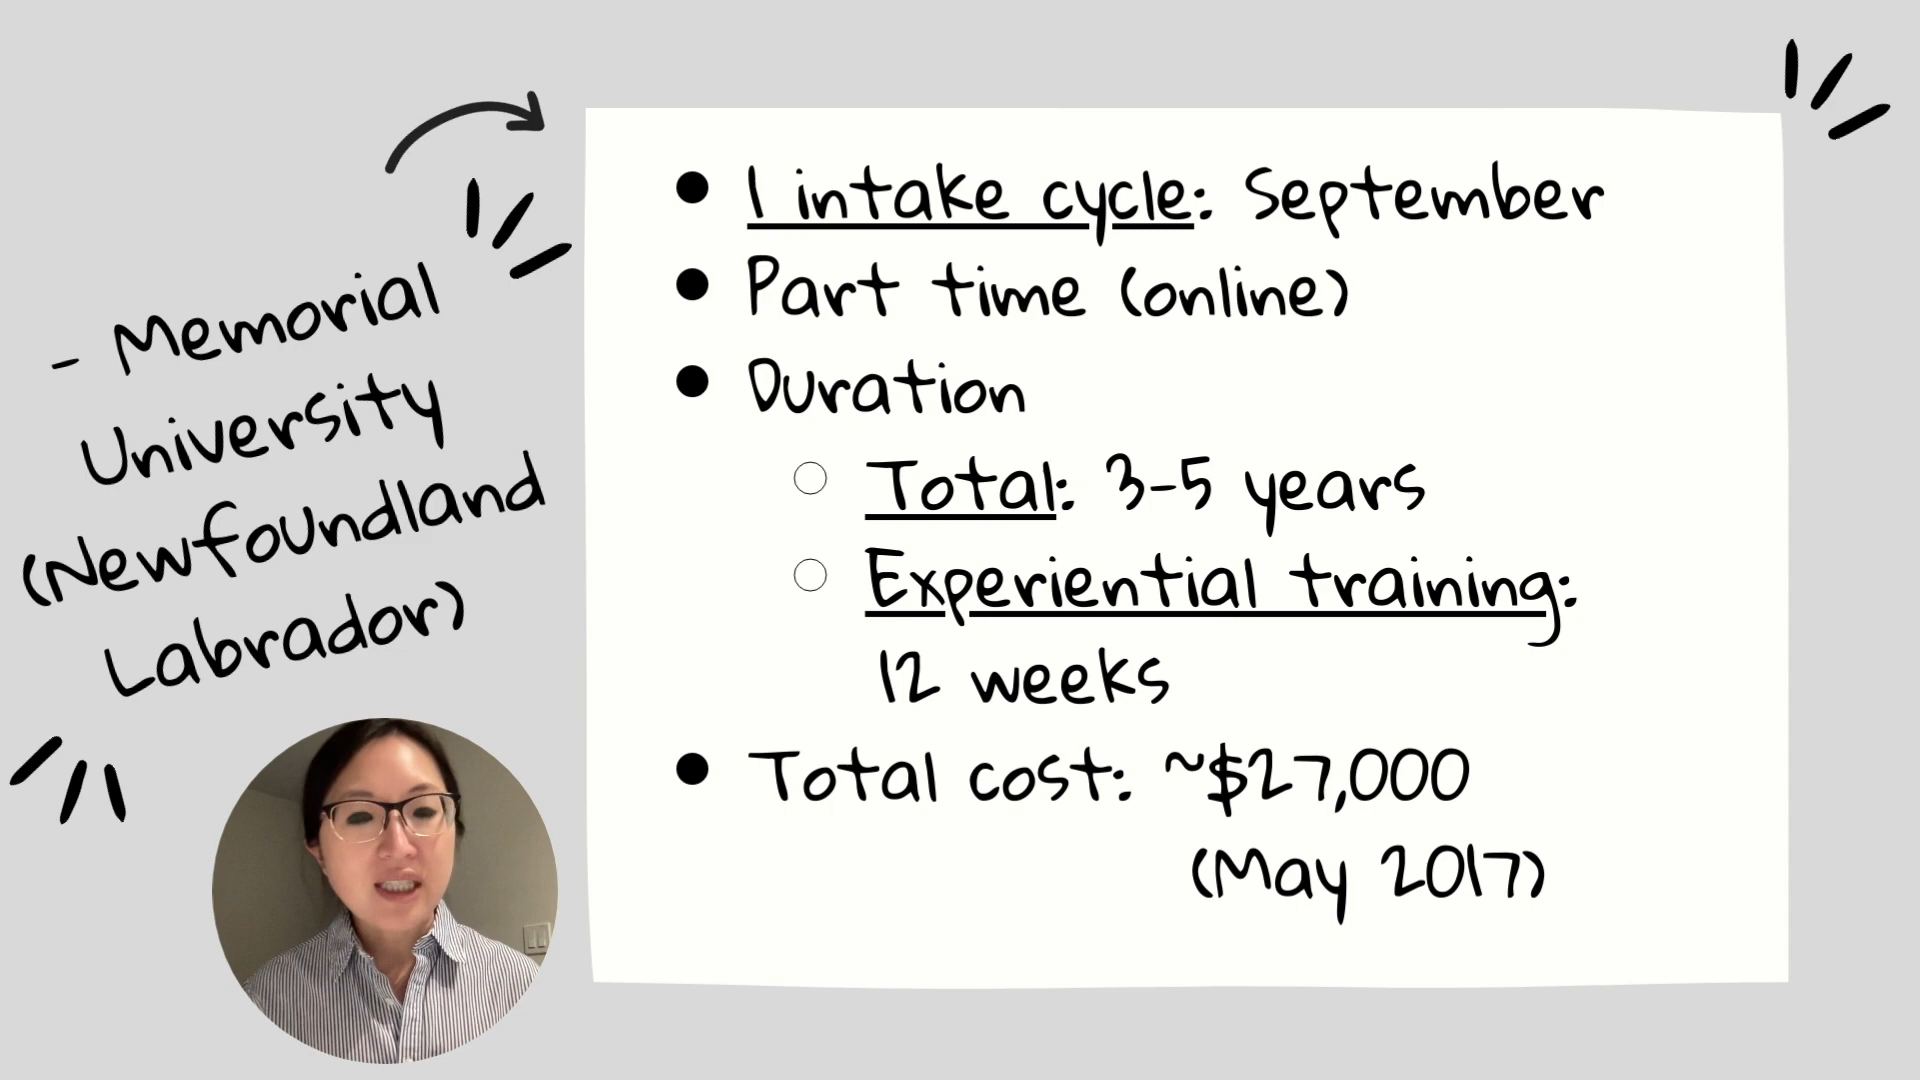 - Memorial
University
(Newfoundland
Labrador)
• 1 intake cycle: September
• Part time (online)
• Duration
○ Total: 3-5 years
○ Experiential training:
12 weeks
• Total cost: ~$27,000
(May 2017)